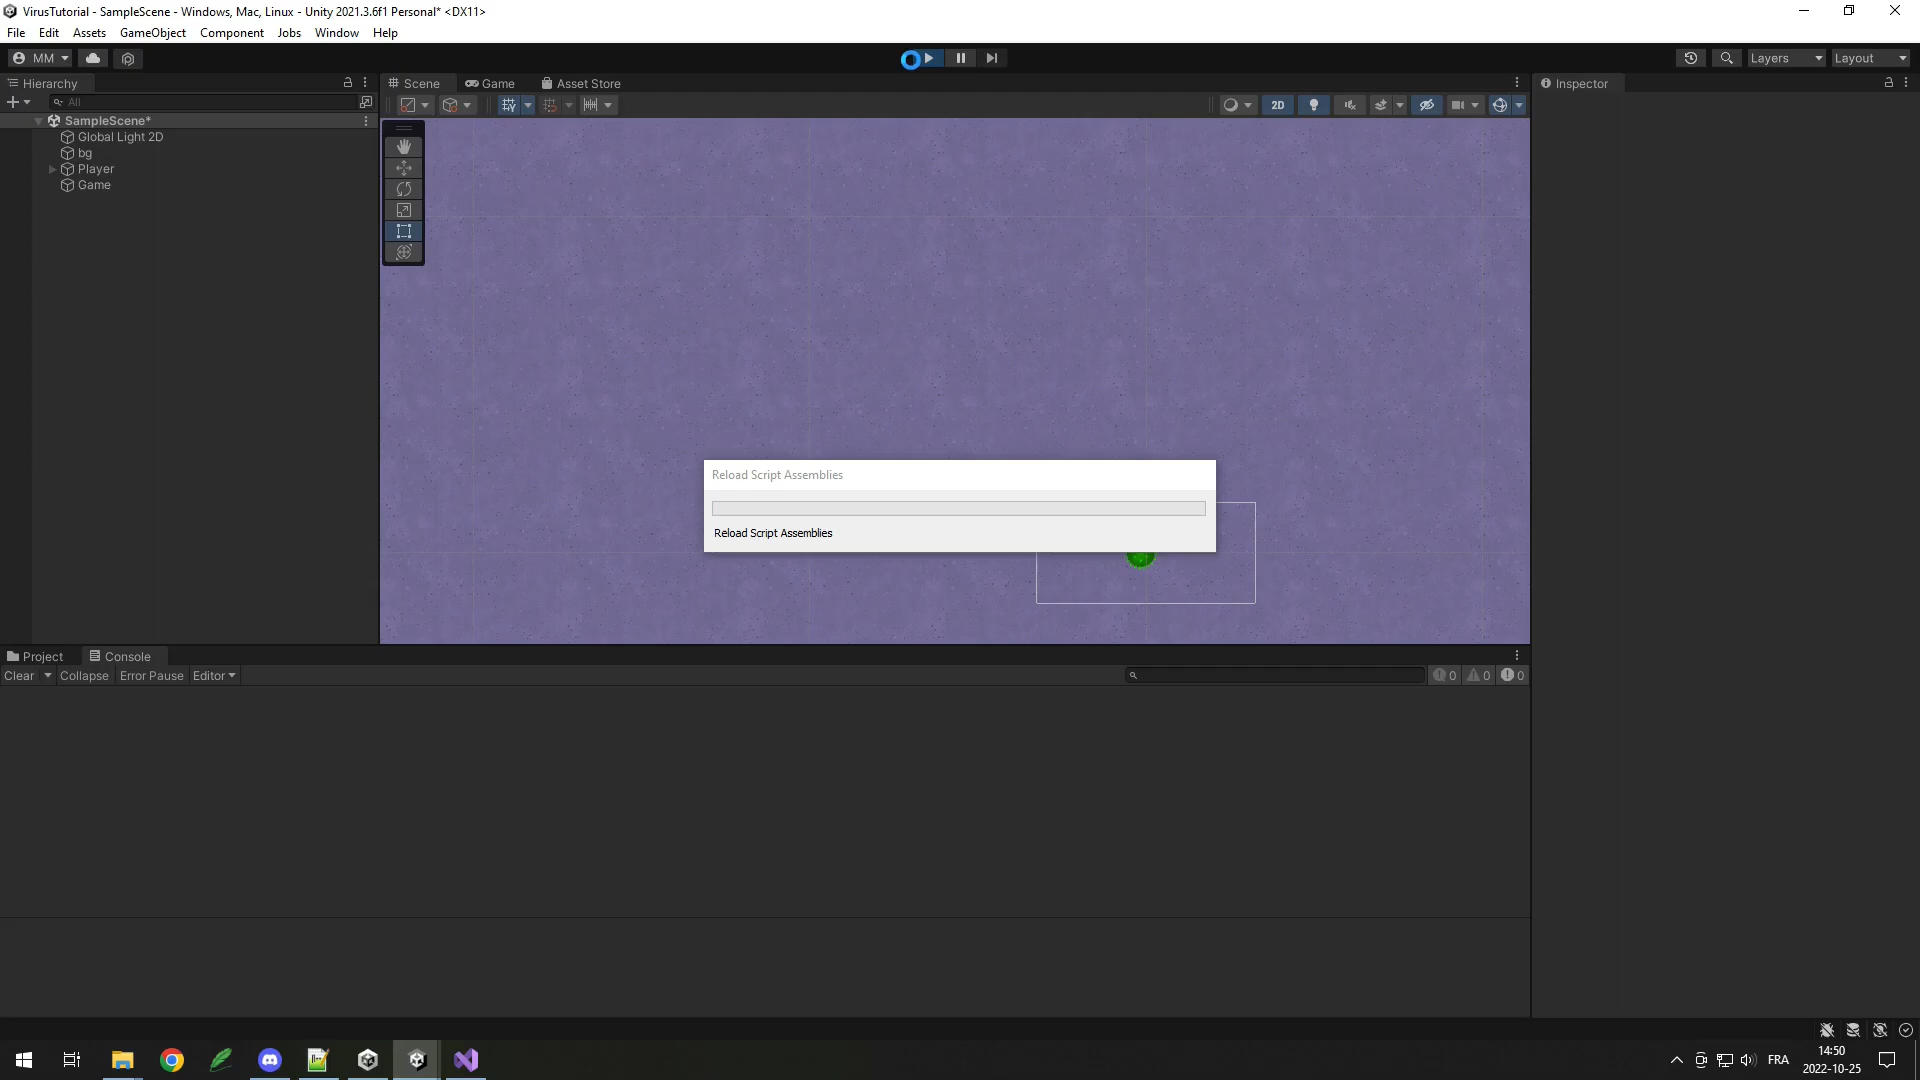 VirusTutorial - SampleScene - Windows, Mac, Linux - Unity 2021.3.6f1 Personal* <DX11>
File Edit Assets GameObject Component Jobs Window Help
MM Layers Layout
Hierarchy Scene Game Asset Store Inspector
All 2D
SampleScene*
Global Light 2D
bg
Player
Game
Reload Script Assemblies
Reload Script Assemblies
Project Console
Clear Collapse Error Pause Editor 0 0 0
14:50
FRA
2022-10-25